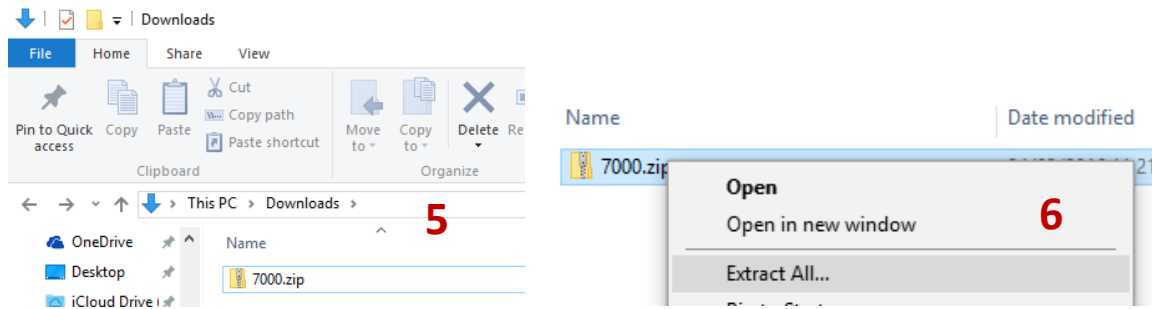 Downloads
File Home Share View
Pin to Quick access
Copy
Paste
Cut
Copy path
Paste shortcut
Move to
Copy to
Delete
Clipboard
Organize
This PC > Downloads >
5
OneDrive
Desktop
iCloud Drive
Name
7000.zip
Name Date modified
7000.zip
Open
Open in new window
6
Extract All...